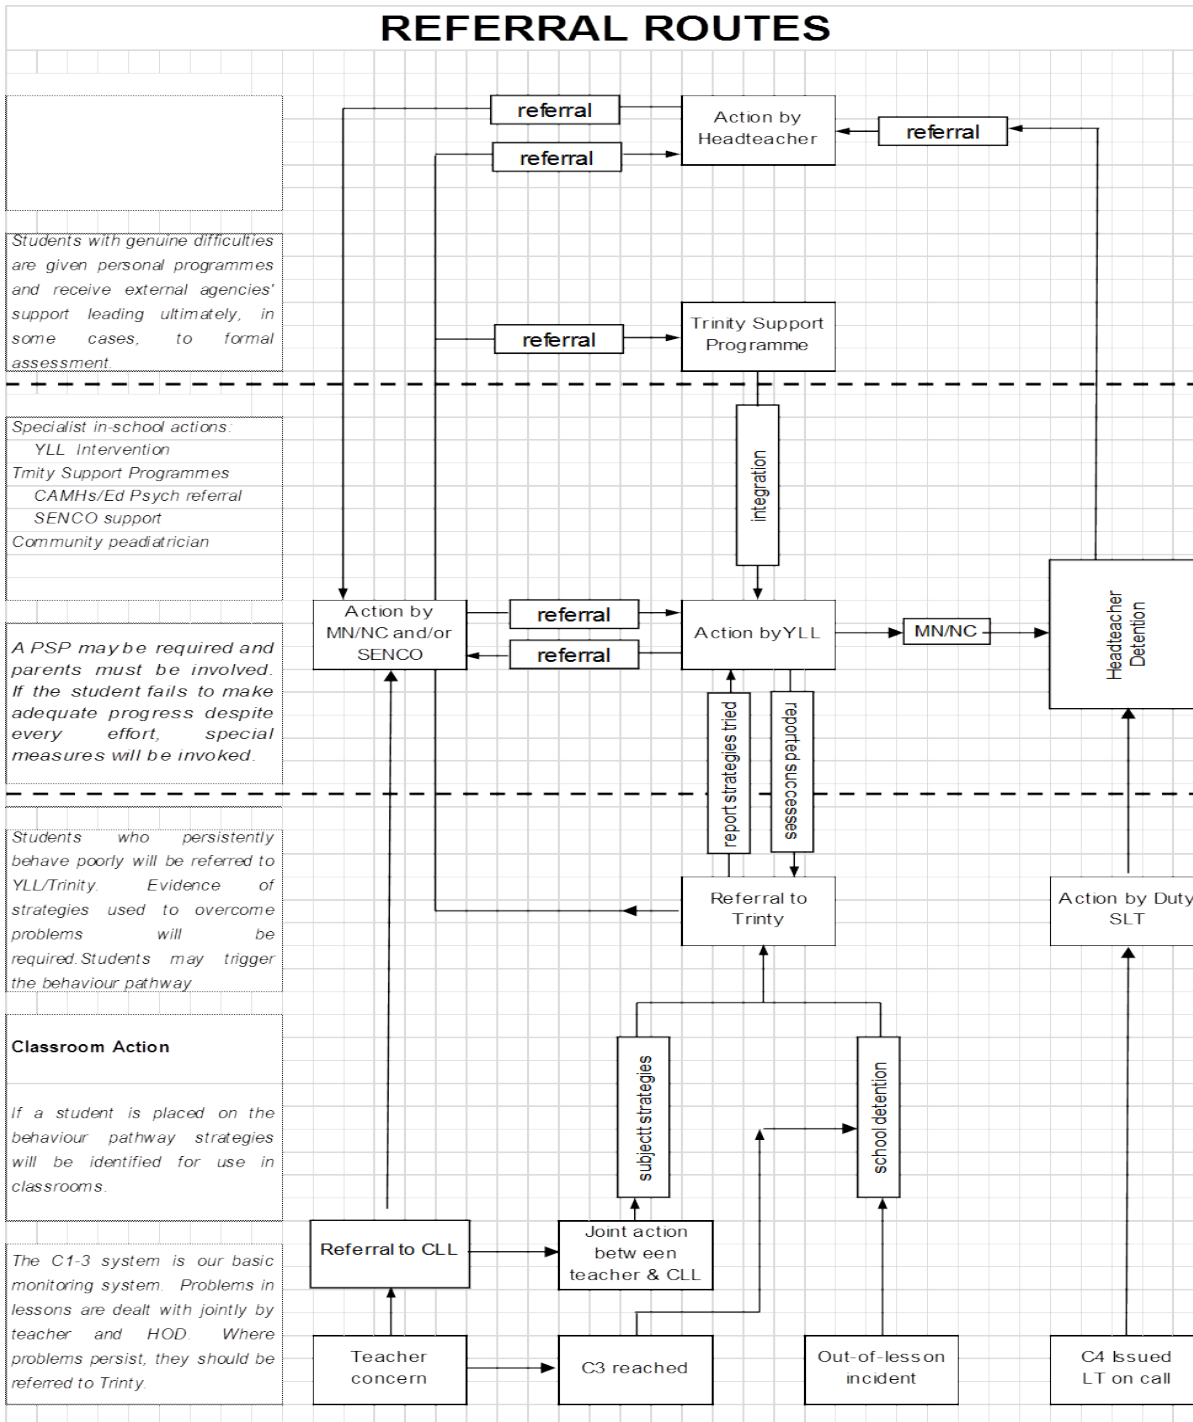 REFERRAL ROUTES
referral
Action by
Headteacher
referral
referral
Students with genuine difficulties
are given personal programmes
and receive external agencies'
support leading ultimately, in
some cases, to formal
assessment.
referral
Trinity Support
Programme
Specialist in-school actions:
YLL Intervention
Tmity Support Programmes
CAMHs/Ed Psych referral
SENCO support
Community peadiatrician
integration
Action by
MN/NC and/or
SENCO
referral
referral
Action by YLL
MN/NC
Headteacher
Detention
A PSP may be required and
parents must be involved.
If the student fails to make
adequate progress despite
every effort, special
measures will be invoked.
report strategies tried
reported successes
Students who persistently
behave poorly will be referred to
YLL/Trinity. Evidence of
strategies used to overcome
problems will be
required.Students may trigger
the behaviour pathway
Referral to
Trinty
Action by Duty
SLT
Classroom Action
If a student is placed on the
behaviour pathway strategies
will be identified for use in
classrooms.
subjectt strategies
school detention
Referral to CLL
Joint action
betw een
teacher & CLL
The C1-3 system is our basic
monitoring system. Problems in
lessons are dealt with jointly by
teacher and HOD. Where
problems persist, they should be
referred to Trinty.
Teacher
concern
C3 reached
Out-of-lesson
incident
C4 Issued
LT on call